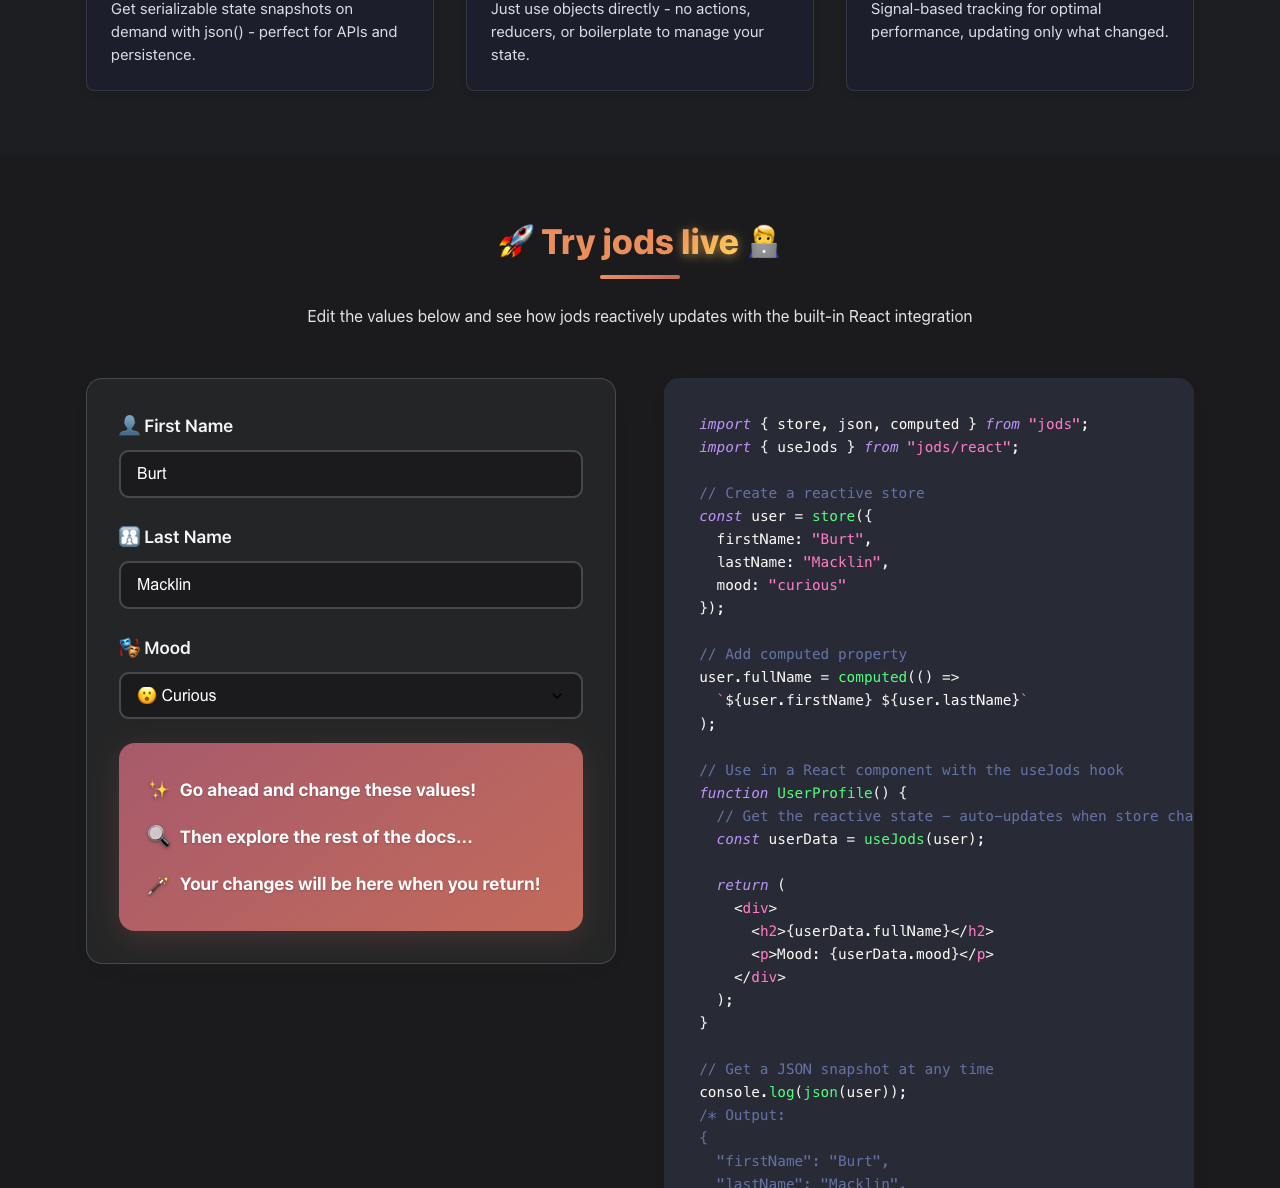 Get serializable state snapshots on
demand with json() - perfect for APIs and
persistence.
Just use objects directly - no actions,
reducers, or boilerplate to manage your
state.
Signal-based tracking for optimal
performance, updating only what changed.
🚀 Try jods live 🧑‍💻
Edit the values below and see how jods reactively updates with the built-in React integration
👤 First Name
Burt
Last Name
Macklin
🎭 Mood
😮 Curious
✨ Go ahead and change these values!
🔍 Then explore the rest of the docs...
🪄 Your changes will be here when you return!
import { store, json, computed } from "jods";
import { useJods } from "jods/react";
// Create a reactive store
const user = store({
  firstName: "Burt",
  lastName: "Macklin",
  mood: "curious"
});
// Add computed property
user.fullName = computed(() =>
  `${user.firstName} ${user.lastName}`
);
// Use in a React component with the useJods hook
function UserProfile() {
  // Get the reactive state – auto-updates when store cha
  const userData = useJods(user);
  return (
    <div>
      <h2>{userData.fullName}</h2>
      <p>Mood: {userData.mood}</p>
    </div>
  );
}
// Get a JSON snapshot at any time
console.log(json(user));
/* Output:
{
  "firstName": "Burt",
  "lastName": "Macklin",